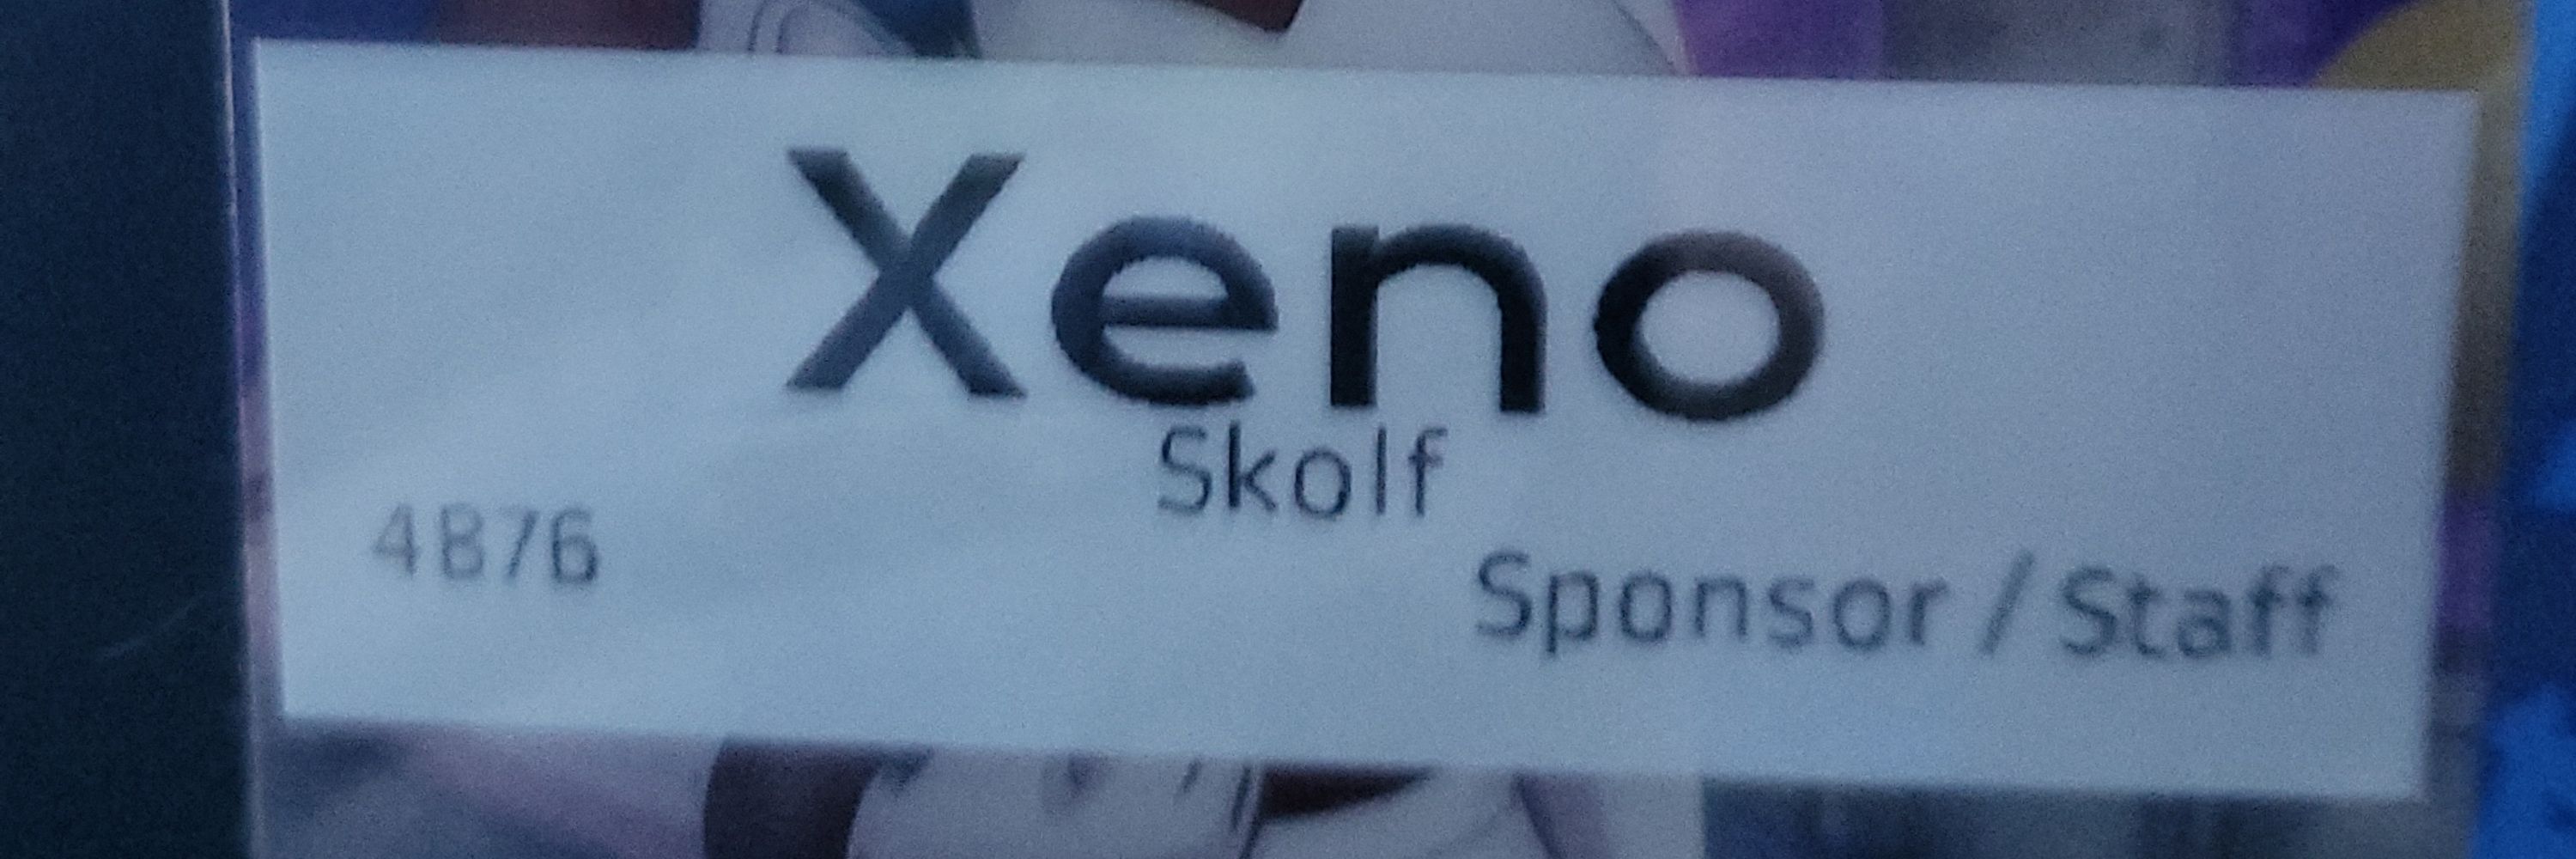 Xeno
Skolf
4876
Sponsor / Staff